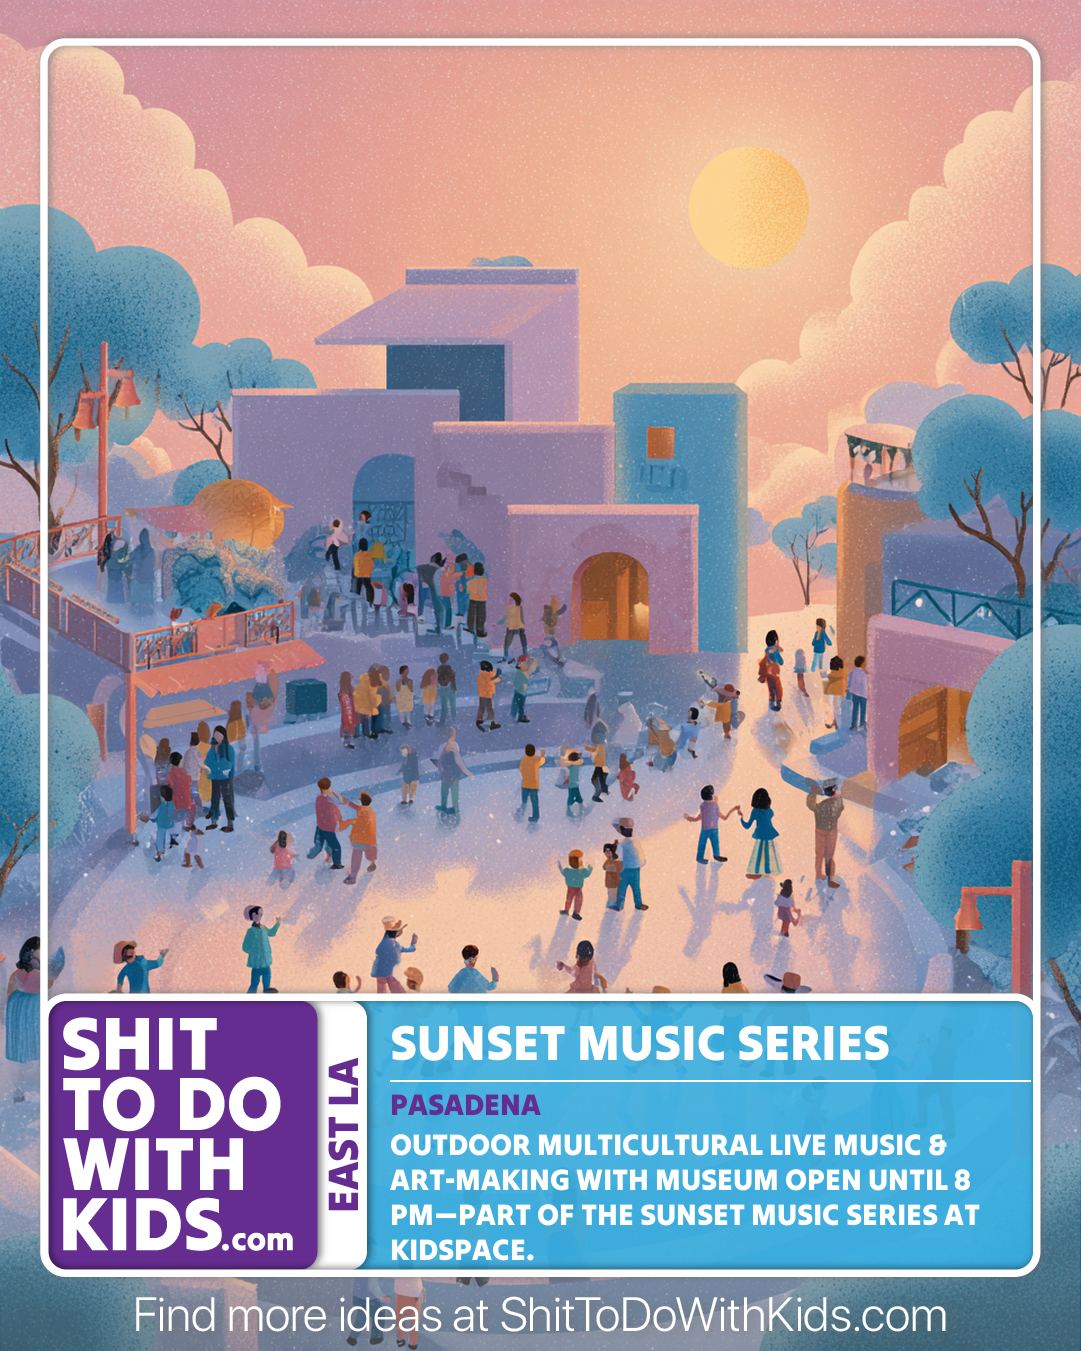 SHIT
TO DO
WITH
KIDS.com
EAST LA
SUNSET MUSIC SERIES
PASADENA
OUTDOOR MULTICULTURAL LIVE MUSIC &
ART-MAKING WITH MUSEUM OPEN UNTIL 8
PM—PART OF THE SUNSET MUSIC SERIES AT
KIDSPACE.
Find more ideas at ShitToDoWithKids.com